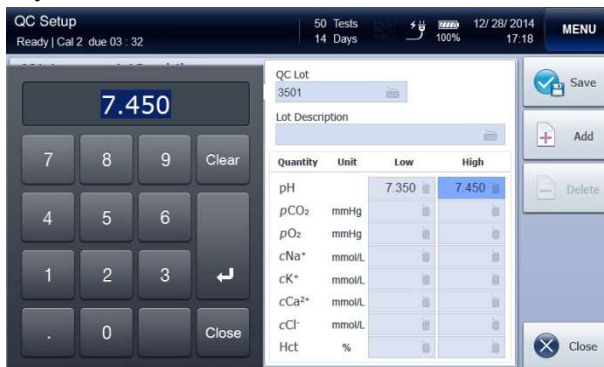 QC Setup
Ready | Cal 2 due 03 : 32
50 Tests
14 Days
100%
12/ 28/ 2014
17:18
MENU
7.450
7 8 9 Clear
4 5 6
1 2 3
. 0 Close
QC Lot
3501
Lot Description
Quantity Unit Low High
pH 7.350 7.450
pCO₂ mmHg
pO₂ mmHg
cNa⁺ mmol/L
cK⁺ mmol/L
cCa²⁺ mmol/L
cCl⁻ mmol/L
Hct %
Save
Add
Delete
Close